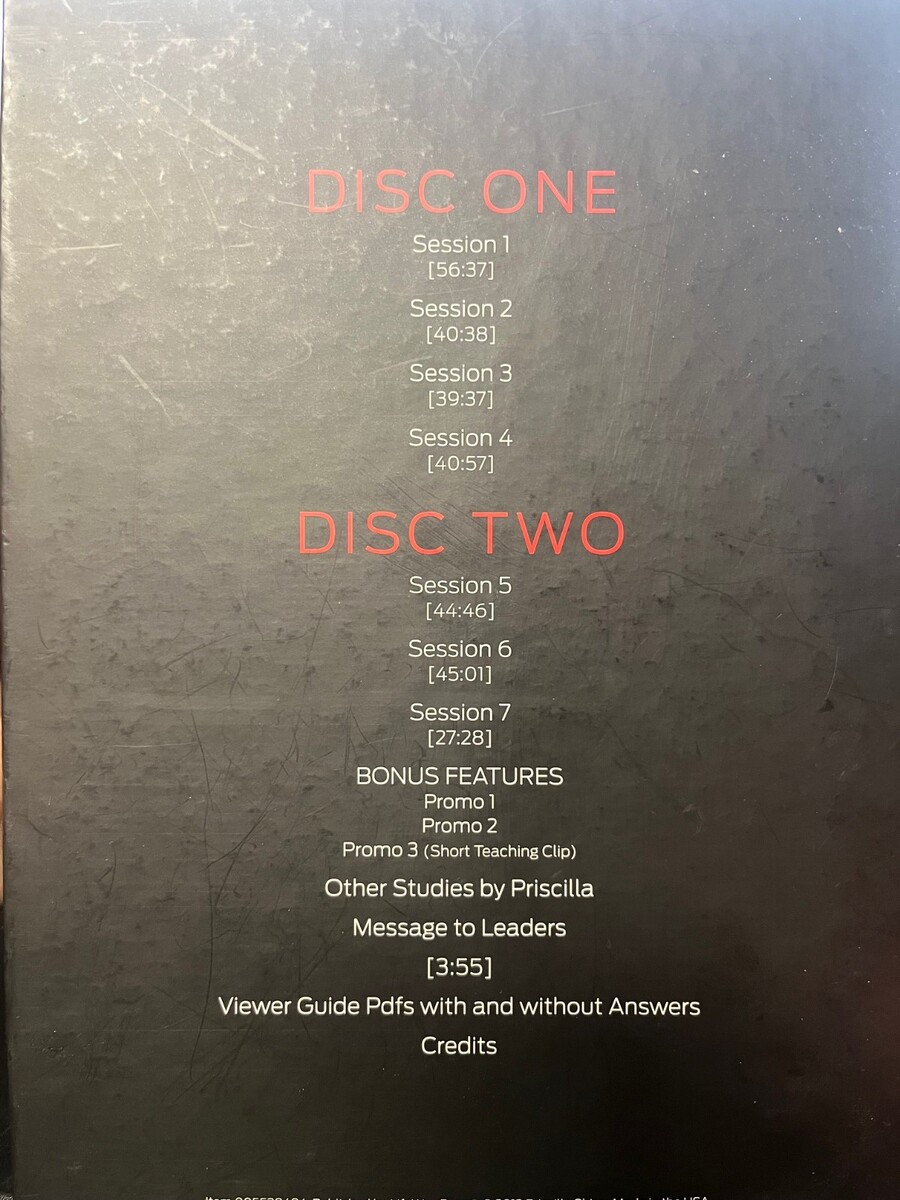 DISC ONE
Session 1
[56:37]
Session 2
[40:38]
Session 3
[39:37]
Session 4
[40:57]
DISC TWO
Session 5
[44:46]
Session 6
[45:01]
Session 7
[27:28]
BONUS FEATURES
Promo 1
Promo 2
Promo 3 (Short Teaching Clip)
Other Studies by Priscilla
Message to Leaders
[3:55]
Viewer Guide Pdfs with and without Answers
Credits